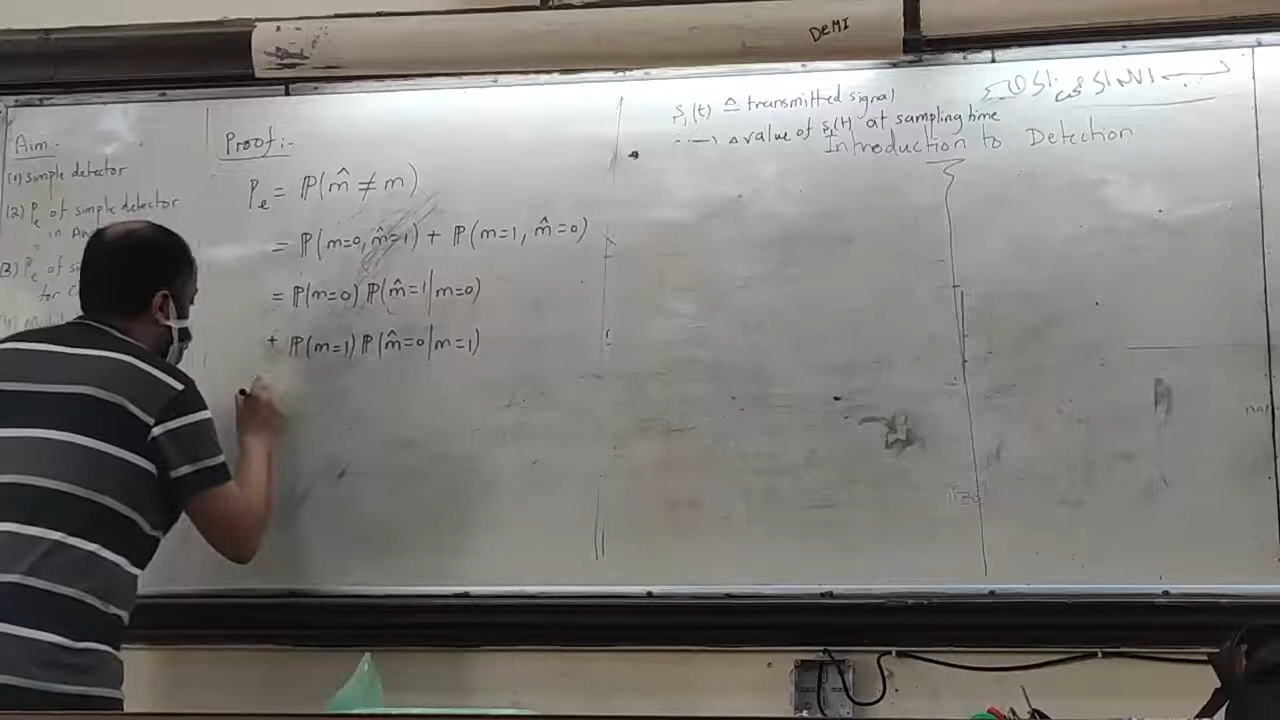 DeMI
Aim:-
(1) simple detector
(2) Pₑ of simple detector
in
(3) Pₑ of
for
Proof:-
Pₑ = ℙ(m̂ ≠ m)
= ℙ(m=0, m̂=1) + ℙ(m=1, m̂=0)
= ℙ(m=0) ℙ(m̂=1|m=0)
+ ℙ(m=1) ℙ(m̂=0|m=1)
S₁(t) ≜ transmitted signal
value of S₁(t) at sampling time
Introduction to Detection